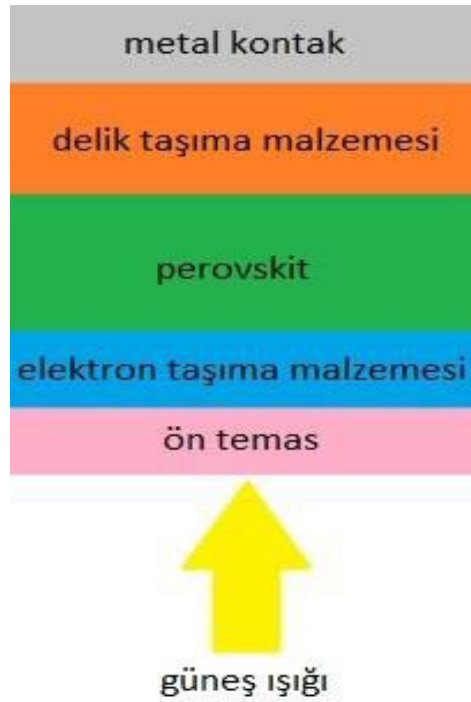 metal kontak
delik taşıma malzemesi
perovskit
elektron taşıma malzemesi
ön temas
güneş ışığı